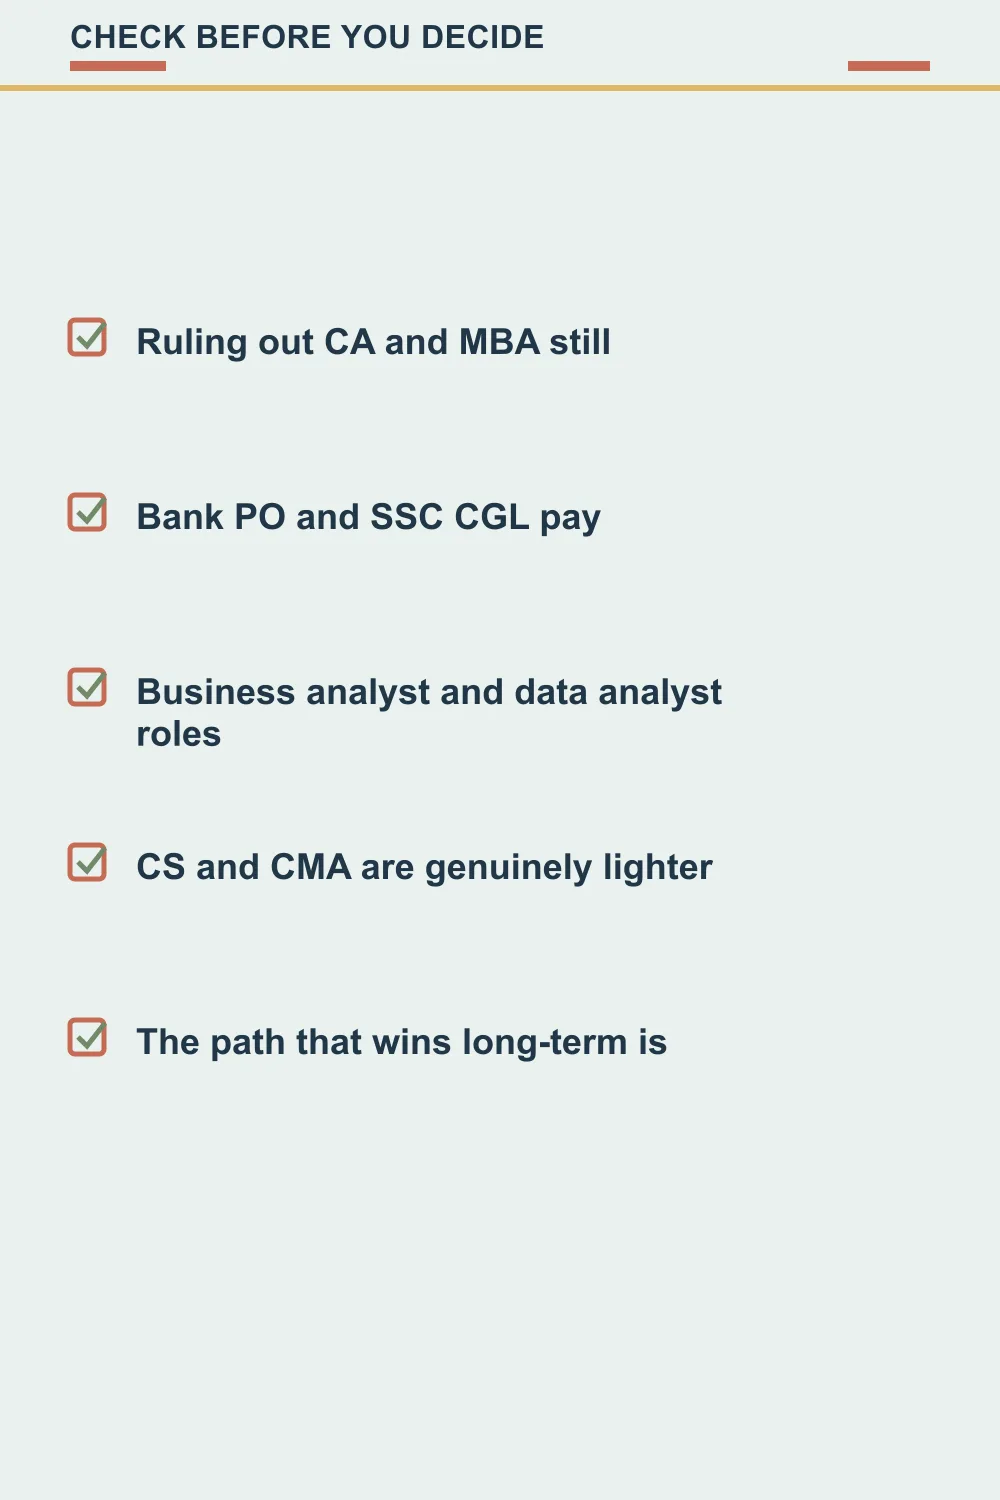 CHECK BEFORE YOU DECIDE
Ruling out CA and MBA still
Bank PO and SSC CGL pay
Business analyst and data analyst
roles
CS and CMA are genuinely lighter
The path that wins long-term is